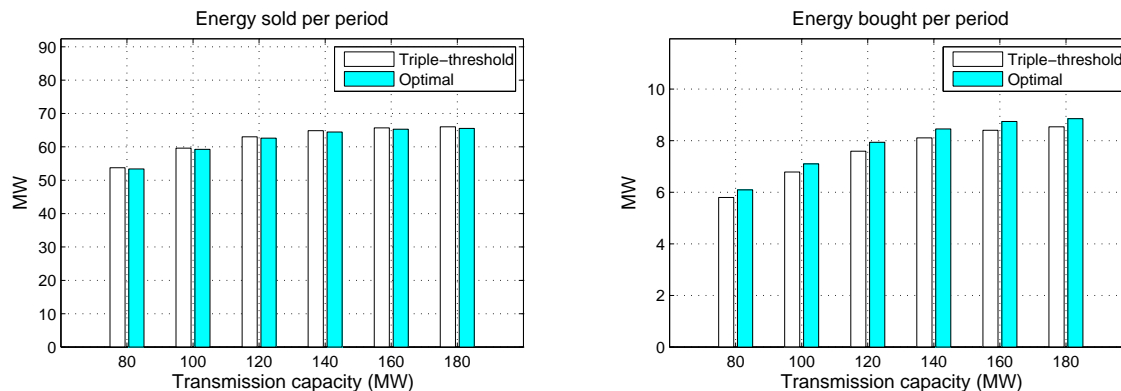 Energy sold per period
90
80
70
60
50
40
30
20
10
0
MW
Triple-threshold
Optimal
80 100 120 140 160 180
Transmission capacity (MW)
Energy bought per period
10
8
6
4
2
0
MW
Triple-threshold
Optimal
80 100 120 140 160 180
Transmission capacity (MW)